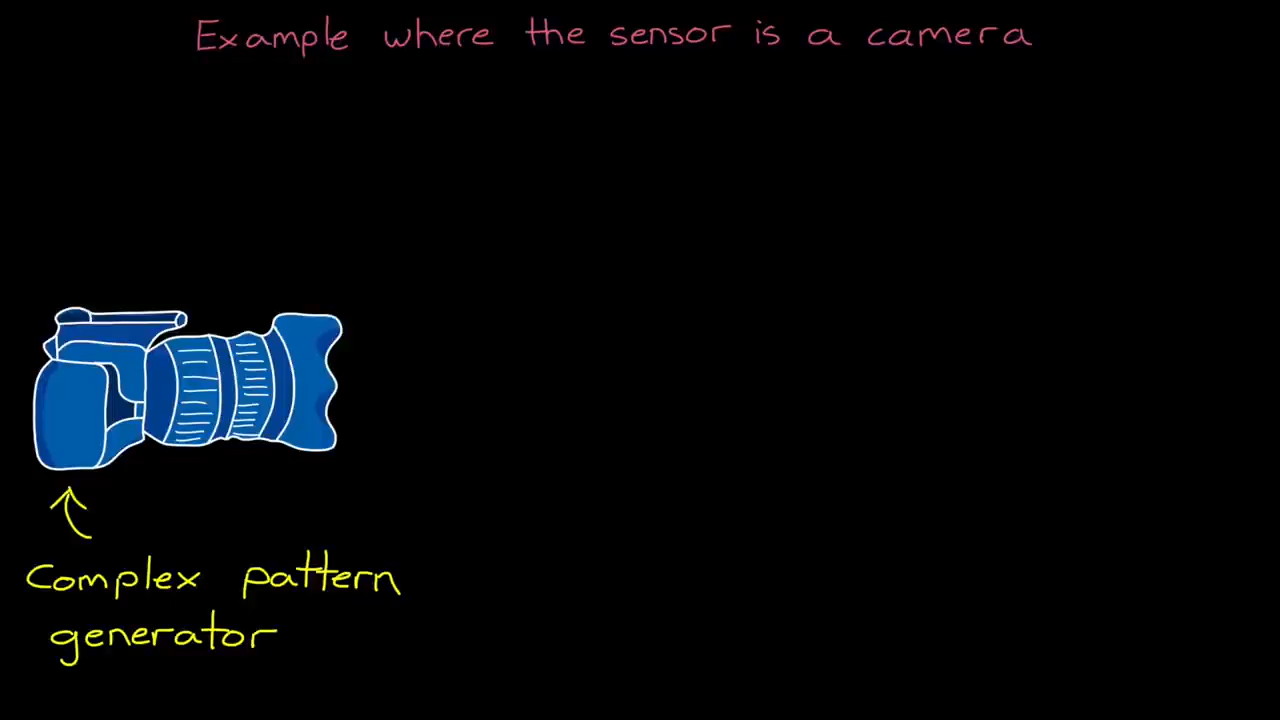 Example where the sensor is a camera
Complex pattern
generator